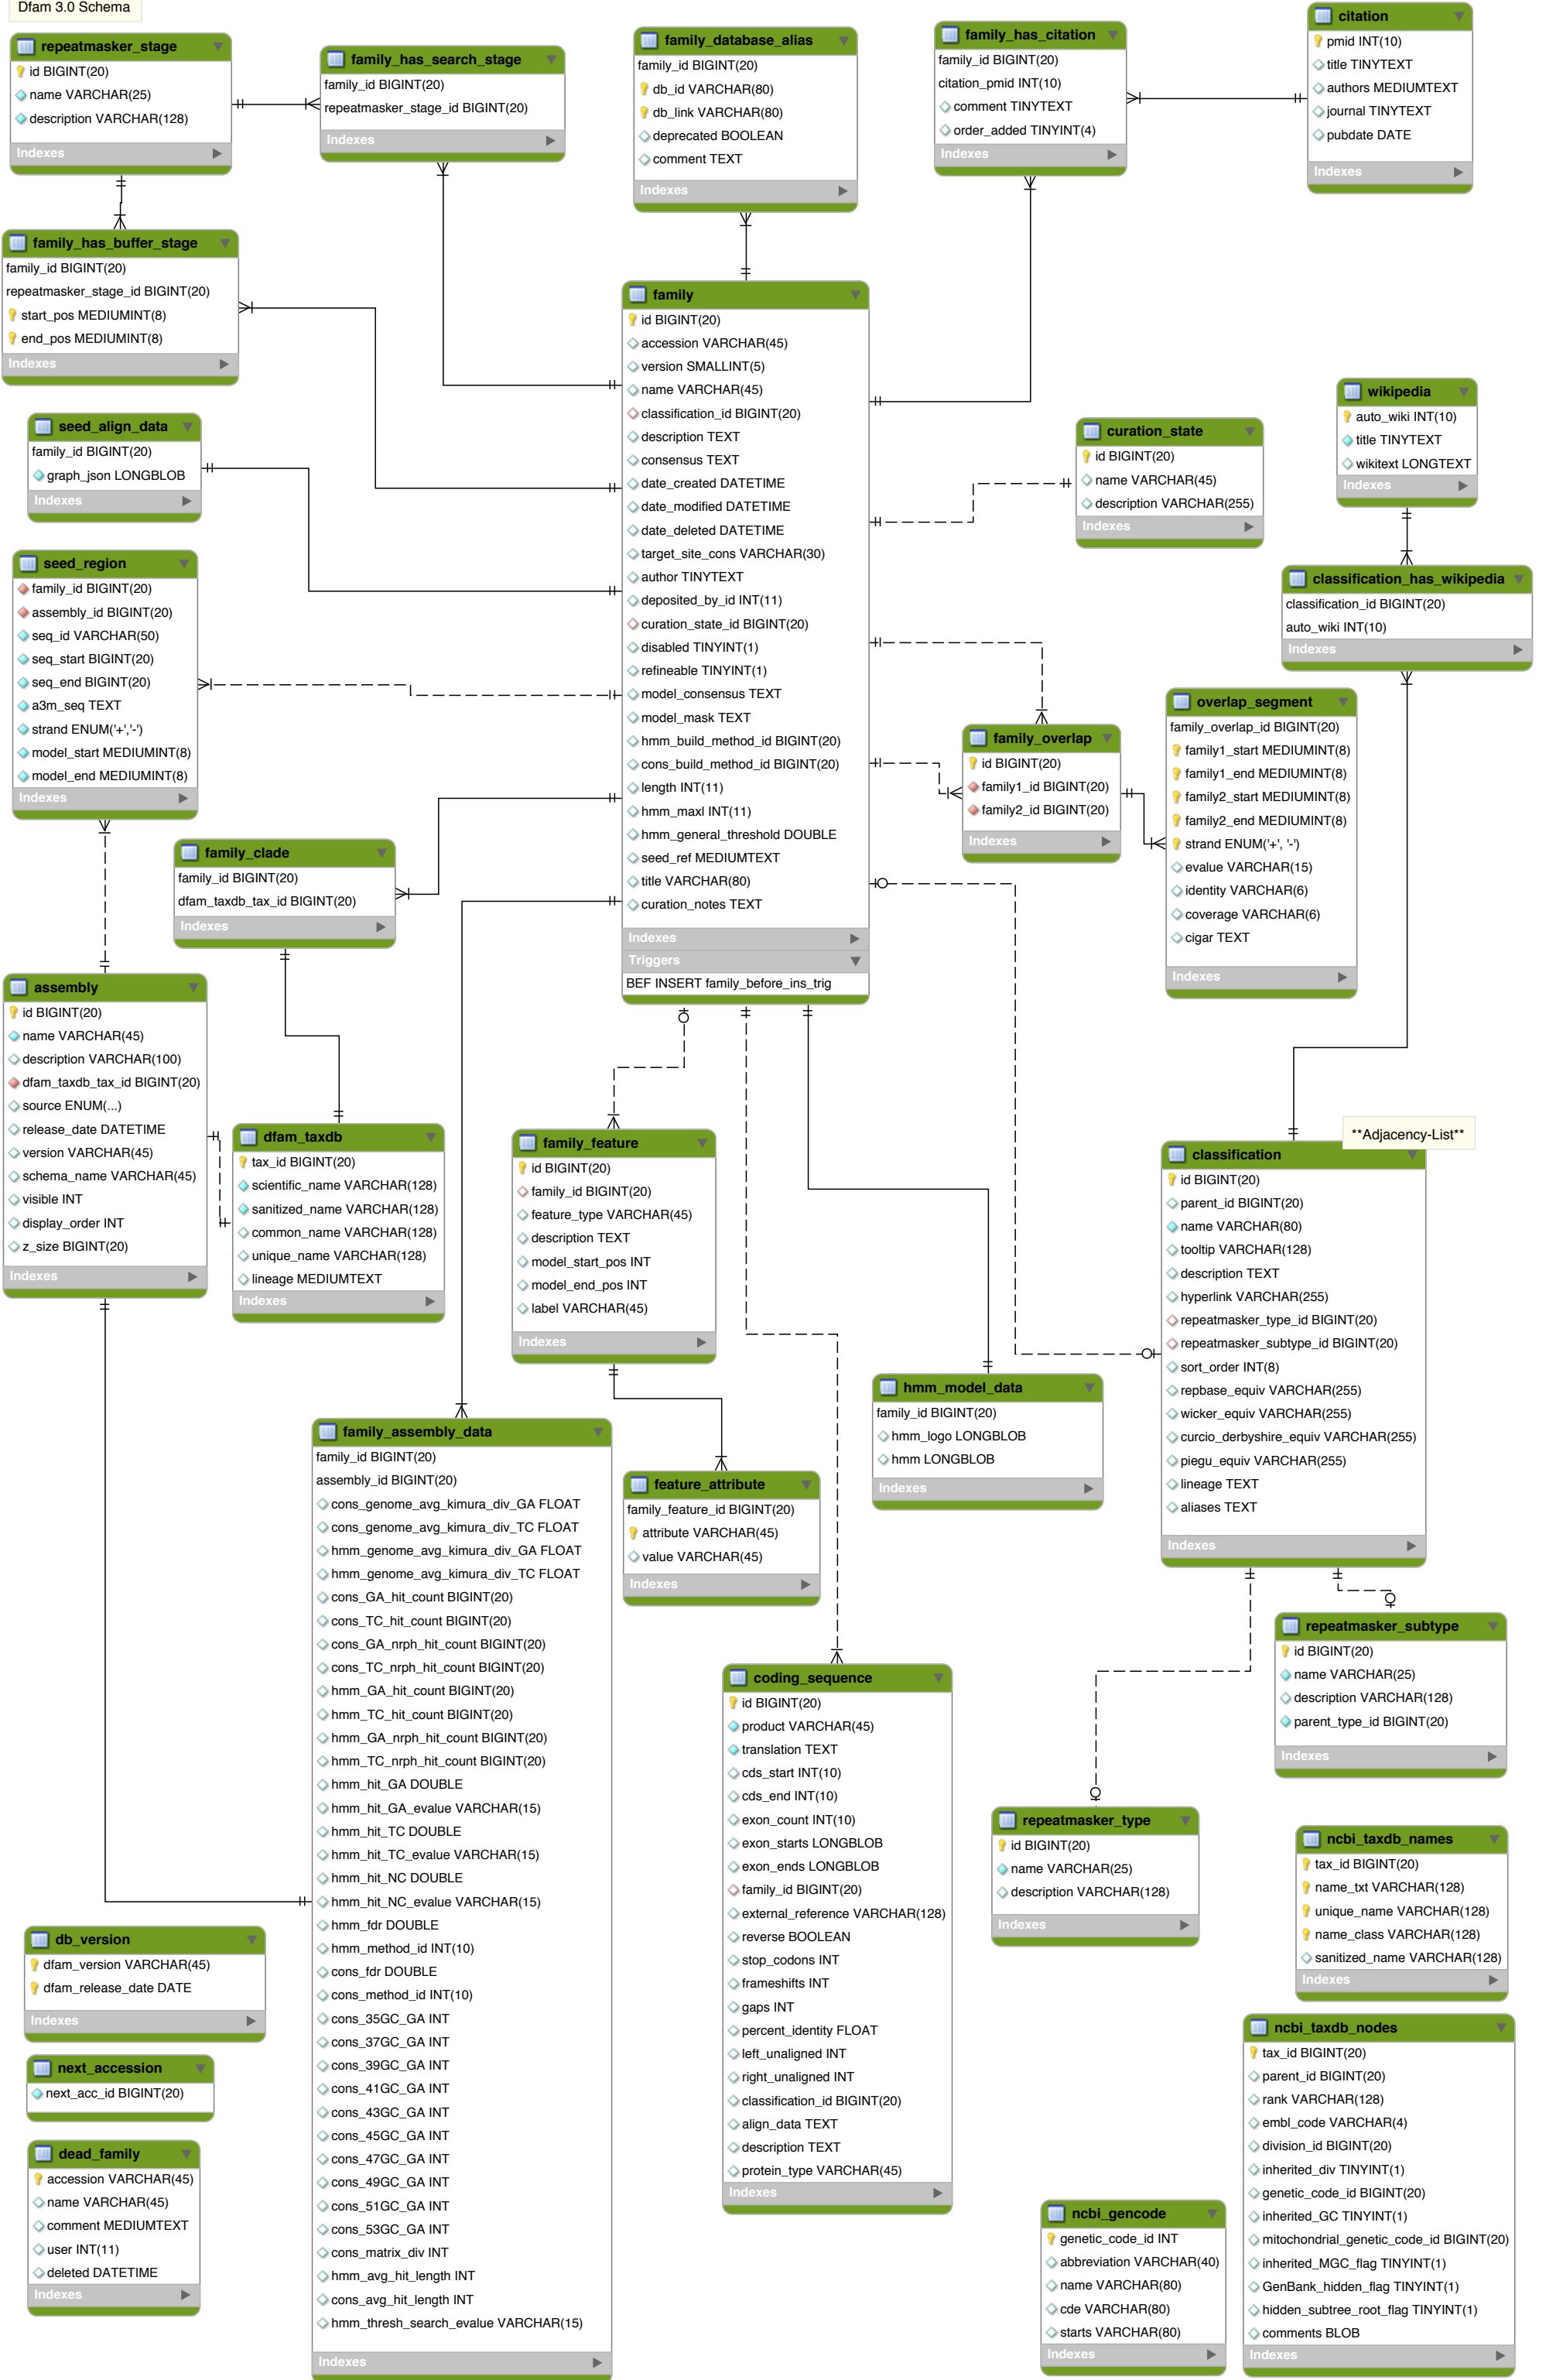 Dfam 3.0 Schema
repeatmasker_stage
id BIGINT(20)
name VARCHAR(25)
description VARCHAR(128)
Indexes
family_has_search_stage
family_id BIGINT(20)
repeatmasker_stage_id BIGINT(20)
Indexes
family_database_alias
family_id BIGINT(20)
db_id VARCHAR(80)
db_link VARCHAR(80)
deprecated BOOLEAN
comment TEXT
Indexes
family_has_citation
family_id BIGINT(20)
citation_pmid INT(10)
comment TINYTEXT
order_added TINYINT(4)
Indexes
citation
pmid INT(10)
title TINYTEXT
authors MEDIUMTEXT
journal TINYTEXT
pubdate DATE
Indexes
family_has_buffer_stage
family_id BIGINT(20)
repeatmasker_stage_id BIGINT(20)
start_pos MEDIUMINT(8)
end_pos MEDIUMINT(8)
Indexes
family
id BIGINT(20)
accession VARCHAR(45)
version SMALLINT(5)
name VARCHAR(45)
classification_id BIGINT(20)
description TEXT
consensus TEXT
date_created DATETIME
date_modified DATETIME
date_deleted DATETIME
target_site_cons VARCHAR(30)
author TINYTEXT
deposited_by_id INT(11)
curation_state_id BIGINT(20)
disabled TINYINT(1)
refineable TINYINT(1)
model_consensus TEXT
model_mask TEXT
hmm_build_method_id BIGINT(20)
cons_build_method_id BIGINT(20)
length INT(11)
hmm_maxl INT(11)
hmm_general_threshold DOUBLE
seed_ref MEDIUMTEXT
title VARCHAR(80)
curation_notes TEXT
Indexes
Triggers
BEF INSERT family_before_ins_trig
seed_align_data
family_id BIGINT(20)
graph_json LONGBLOB
Indexes
curation_state
id BIGINT(20)
name VARCHAR(45)
description VARCHAR(255)
Indexes
wikipedia
auto_wiki INT(10)
title TINYTEXT
wikitext LONGTEXT
Indexes
seed_region
family_id BIGINT(20)
assembly_id BIGINT(20)
seq_id VARCHAR(50)
seq_start BIGINT(20)
seq_end BIGINT(20)
a3m_seq TEXT
strand ENUM('+','-')
model_start MEDIUMINT(8)
model_end MEDIUMINT(8)
Indexes
classification_has_wikipedia
classification_id BIGINT(20)
auto_wiki INT(10)
Indexes
family_overlap
id BIGINT(20)
family1_id BIGINT(20)
family2_id BIGINT(20)
Indexes
overlap_segment
family_overlap_id BIGINT(20)
family1_start MEDIUMINT(8)
family1_end MEDIUMINT(8)
family2_start MEDIUMINT(8)
family2_end MEDIUMINT(8)
strand ENUM('+', '-')
evalue VARCHAR(15)
identity VARCHAR(6)
coverage VARCHAR(6)
cigar TEXT
Indexes
family_clade
family_id BIGINT(20)
dfam_taxdb_tax_id BIGINT(20)
Indexes
assembly
id BIGINT(20)
name VARCHAR(45)
description VARCHAR(100)
dfam_taxdb_tax_id BIGINT(20)
source ENUM(...)
release_date DATETIME
version VARCHAR(45)
schema_name VARCHAR(45)
visible INT
display_order INT
z_size BIGINT(20)
Indexes
dfam_taxdb
tax_id BIGINT(20)
scientific_name VARCHAR(128)
sanitized_name VARCHAR(128)
common_name VARCHAR(128)
unique_name VARCHAR(128)
lineage MEDIUMTEXT
Indexes
family_feature
id BIGINT(20)
family_id BIGINT(20)
feature_type VARCHAR(45)
description TEXT
model_start_pos INT
model_end_pos INT
label VARCHAR(45)
Indexes
**Adjacency-List**
classification
id BIGINT(20)
parent_id BIGINT(20)
name VARCHAR(80)
tooltip VARCHAR(128)
description TEXT
hyperlink VARCHAR(255)
repeatmasker_type_id BIGINT(20)
repeatmasker_subtype_id BIGINT(20)
sort_order INT(8)
repbase_equiv VARCHAR(255)
wicker_equiv VARCHAR(255)
curcio_derbyshire_equiv VARCHAR(255)
piegu_equiv VARCHAR(255)
lineage TEXT
aliases TEXT
Indexes
hmm_model_data
family_id BIGINT(20)
hmm_logo LONGBLOB
hmm LONGBLOB
Indexes
family_assembly_data
family_id BIGINT(20)
assembly_id BIGINT(20)
cons_genome_avg_kimura_div_GA FLOAT
cons_genome_avg_kimura_div_TC FLOAT
hmm_genome_avg_kimura_div_GA FLOAT
hmm_genome_avg_kimura_div_TC FLOAT
cons_GA_hit_count BIGINT(20)
cons_TC_hit_count BIGINT(20)
cons_GA_nrph_hit_count BIGINT(20)
cons_TC_nrph_hit_count BIGINT(20)
hmm_GA_hit_count BIGINT(20)
hmm_TC_hit_count BIGINT(20)
hmm_GA_nrph_hit_count BIGINT(20)
hmm_TC_nrph_hit_count BIGINT(20)
hmm_hit_GA DOUBLE
hmm_hit_GA_evalue VARCHAR(15)
hmm_hit_TC DOUBLE
hmm_hit_TC_evalue VARCHAR(15)
hmm_hit_NC DOUBLE
hmm_hit_NC_evalue VARCHAR(15)
hmm_fdr DOUBLE
hmm_method_id INT(10)
cons_fdr DOUBLE
cons_method_id INT(10)
cons_35GC_GA INT
cons_37GC_GA INT
cons_39GC_GA INT
cons_41GC_GA INT
cons_43GC_GA INT
cons_45GC_GA INT
cons_47GC_GA INT
cons_49GC_GA INT
cons_51GC_GA INT
cons_53GC_GA INT
cons_matrix_div INT
hmm_avg_hit_length INT
cons_avg_hit_length INT
hmm_thresh_search_evalue VARCHAR(15)
Indexes
feature_attribute
family_feature_id BIGINT(20)
attribute VARCHAR(45)
value VARCHAR(45)
Indexes
coding_sequence
id BIGINT(20)
product VARCHAR(45)
translation TEXT
cds_start INT(10)
cds_end INT(10)
exon_count INT(10)
exon_starts LONGBLOB
exon_ends LONGBLOB
family_id BIGINT(20)
external_reference VARCHAR(128)
reverse BOOLEAN
stop_codons INT
frameshifts INT
gaps INT
percent_identity FLOAT
left_unaligned INT
right_unaligned INT
classification_id BIGINT(20)
align_data TEXT
description TEXT
protein_type VARCHAR(45)
Indexes
repeatmasker_subtype
id BIGINT(20)
name VARCHAR(25)
description VARCHAR(128)
parent_type_id BIGINT(20)
Indexes
repeatmasker_type
id BIGINT(20)
name VARCHAR(25)
description VARCHAR(128)
Indexes
ncbi_taxdb_names
tax_id BIGINT(20)
name_txt VARCHAR(128)
unique_name VARCHAR(128)
name_class VARCHAR(128)
sanitized_name VARCHAR(128)
Indexes
db_version
dfam_version VARCHAR(45)
dfam_release_date DATE
Indexes
next_accession
next_acc_id BIGINT(20)
dead_family
accession VARCHAR(45)
name VARCHAR(45)
comment MEDIUMTEXT
user INT(11)
deleted DATETIME
Indexes
ncbi_taxdb_nodes
tax_id BIGINT(20)
parent_id BIGINT(20)
rank VARCHAR(128)
embl_code VARCHAR(4)
division_id BIGINT(20)
inherited_div TINYINT(1)
genetic_code_id BIGINT(20)
inherited_GC TINYINT(1)
mitochondrial_genetic_code_id BIGINT(20)
inherited_MGC_flag TINYINT(1)
GenBank_hidden_flag TINYINT(1)
hidden_subtree_root_flag TINYINT(1)
comments BLOB
Indexes
ncbi_gencode
genetic_code_id INT
abbreviation VARCHAR(40)
name VARCHAR(80)
cde VARCHAR(80)
starts VARCHAR(80)
Indexes